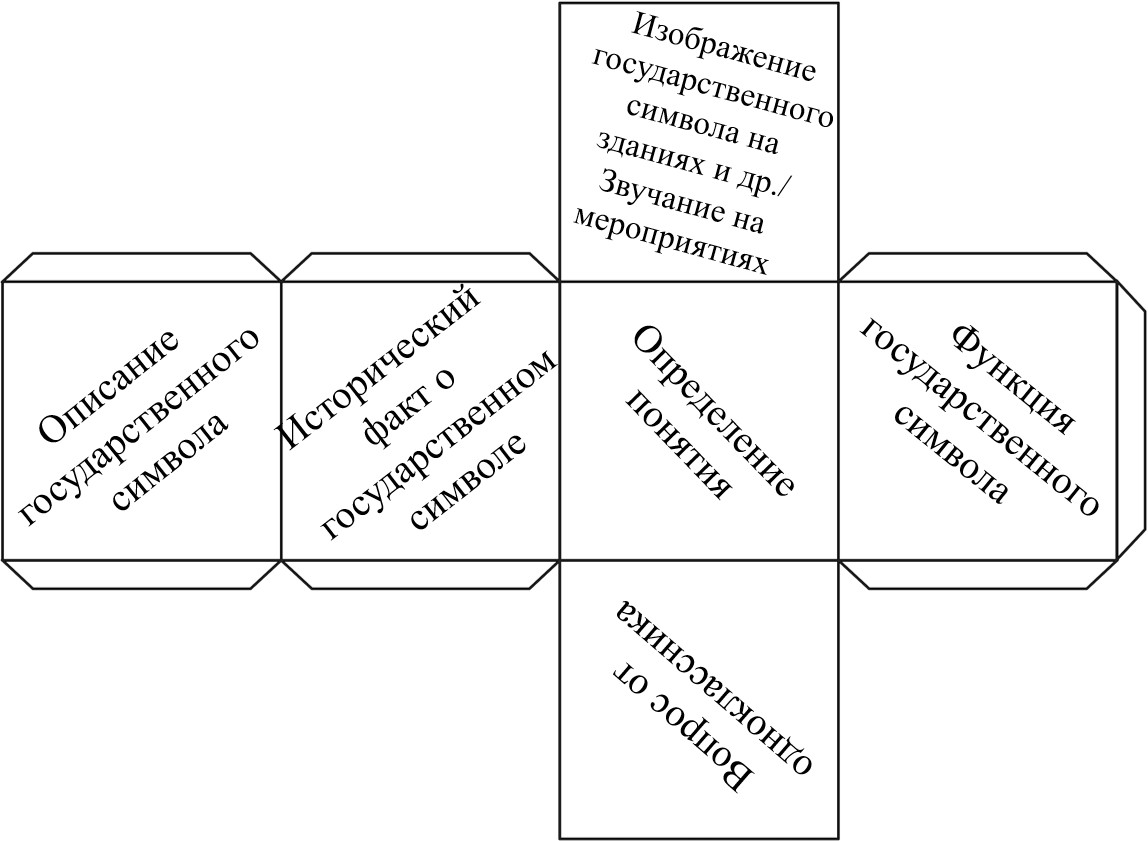 Изображение
государственного
символа на
зданиях и др./
Звучание на
мероприятиях
Описание
государственного
символа
Исторический
факт о
государственном
символе
Определение
понятия
Функция
государственного
символа
Вопрос от
одноклассника